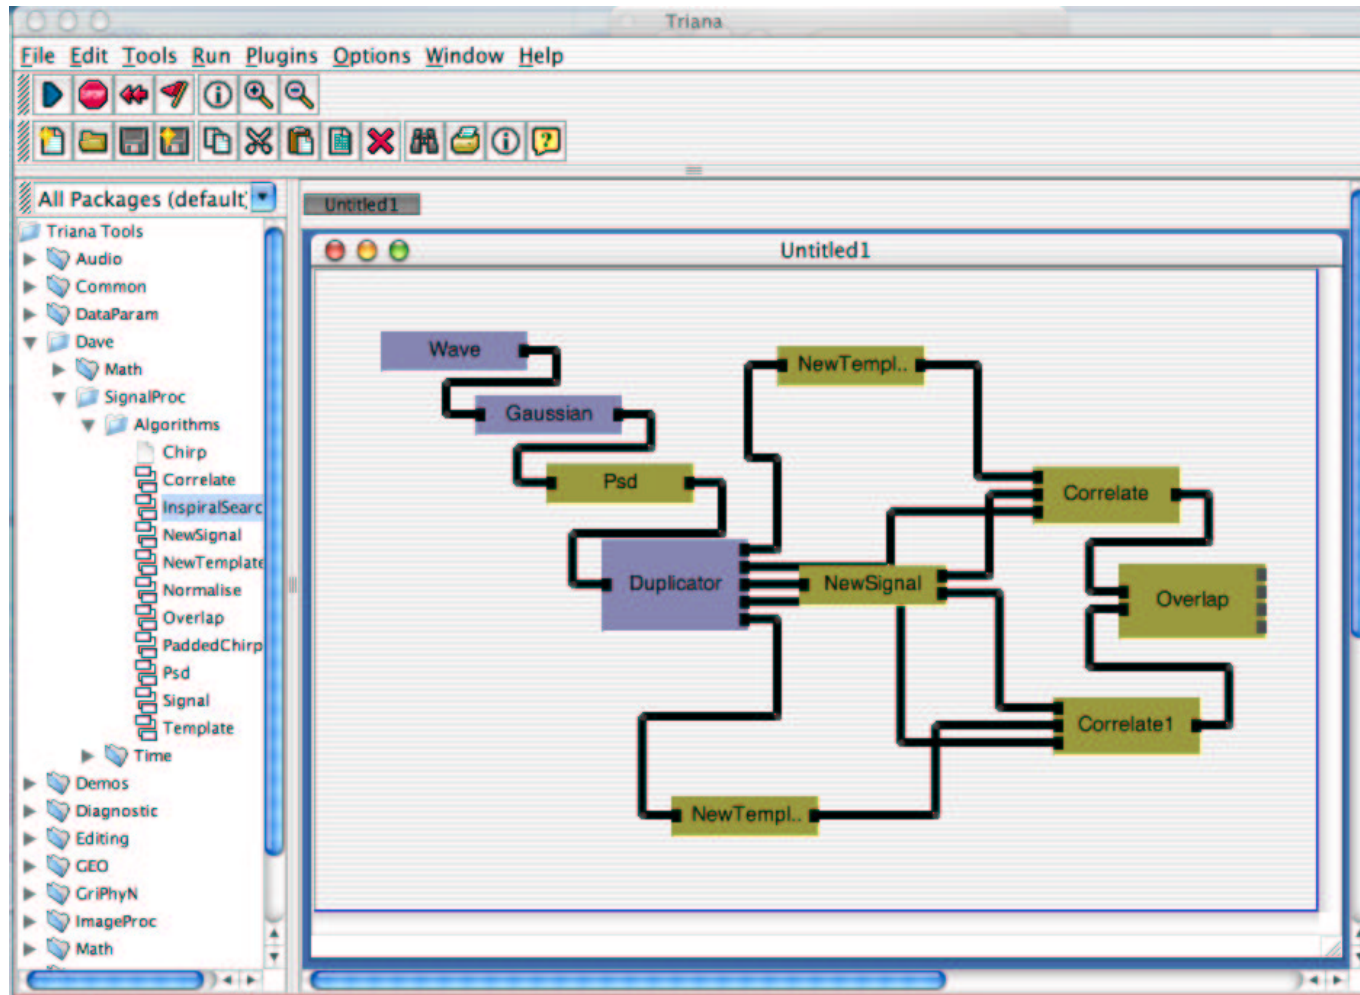 Triana
File Edit Tools Run Plugins Options Window Help
STOP
All Packages (default)
Untitled1
Triana Tools
Audio
Common
DataParam
Dave
Math
SignalProc
Algorithms
Chirp
Correlate
InspiralSearc
NewSignal
NewTemplate
Normalise
Overlap
PaddedChirp
Psd
Signal
Template
Time
Demos
Diagnostic
Editing
GEO
GriPhyN
ImageProc
Math
Untitled1
Wave
NewTempl..
Gaussian
Psd
Correlate
Duplicator
NewSignal
Overlap
Correlate1
NewTempl..